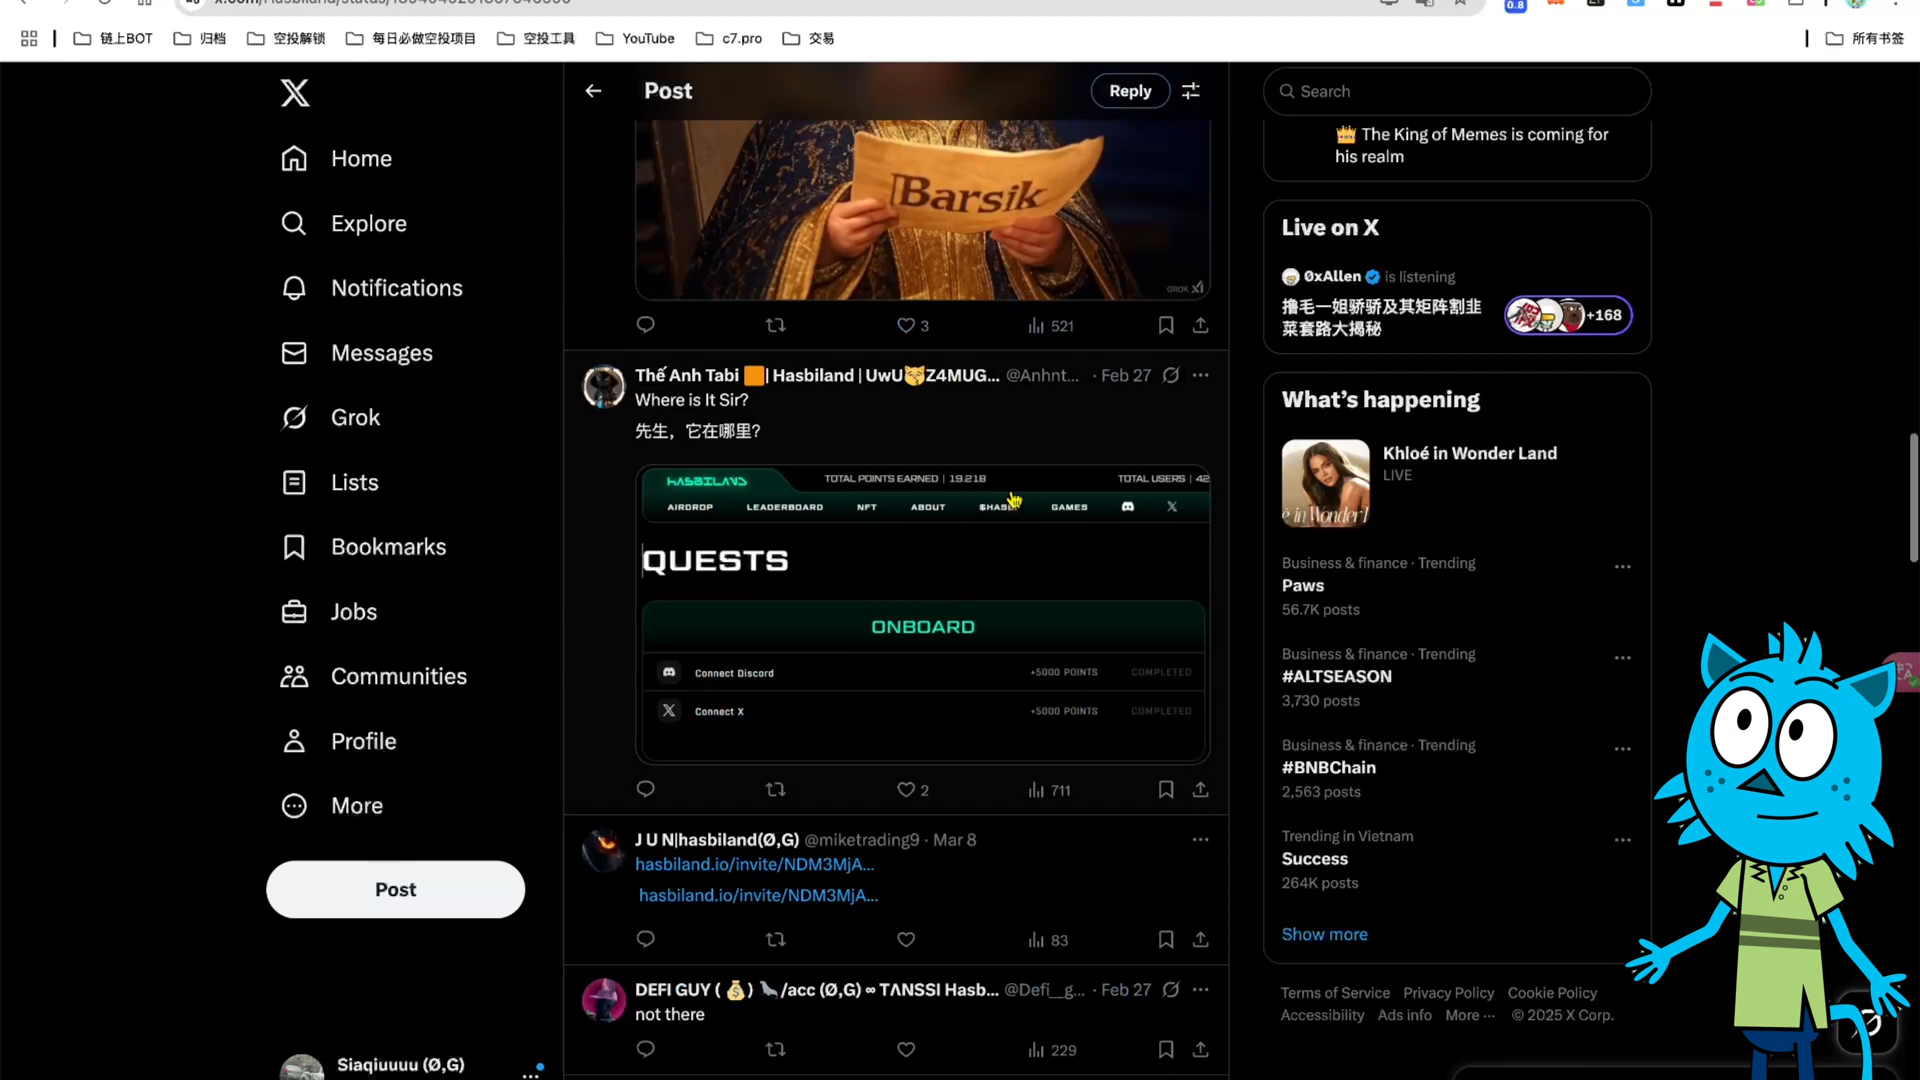 链上BOT
归档
空投解锁
每日必做空投项目
空投工具
YouTube
c7.pro
交易
所有书签
0.8
Home
Explore
Notifications
Messages
Grok
Lists
Bookmarks
Jobs
Communities
Profile
More
Post
Siaqiuuuu (Ø,G)
Post
Reply
Barsik
GROK
3
521
Thế Anh Tabi | Hasbiland | UwU Z4MUG... @Anhnt... · Feb 27
Where is It Sir?
先生，它在哪里?
HASBILAND
TOTAL POINTS EARNED | 19.218
TOTAL USERS | 42
AIRDROP LEADERBOARD NFT ABOUT GAMES
QUESTS
ONBOARD
Connect Discord +5000 POINTS COMPLETED
Connect X +5000 POINTS COMPLETED
2
711
J U N|hasbiland(Ø,G) @miketrading9 · Mar 8
hasbiland.io/invite/NDM3MjA...
hasbiland.io/invite/NDM3MjA...
83
DEFI GUY ( 💰 ) /acc (Ø,G) ∞ TΛNSSI Hasb... @Defi__g... · Feb 27
not there
229
Search
👑 The King of Memes is coming for
his realm
Live on X
0xAllen is listening
撸毛一姐骄骄及其矩阵割韭
菜套路大揭秘
+168
What's happening
Khloé in Wonder Land
LIVE
Business & finance · Trending
Paws
56.7K posts
Business & finance · Trending
#ALTSEASON
3,730 posts
Business & finance · Trending
#BNBChain
2,563 posts
Trending in Vietnam
Success
264K posts
Show more
Terms of Service Privacy Policy Cookie Policy
Accessibility Ads info More ··· © 2025 X Corp.